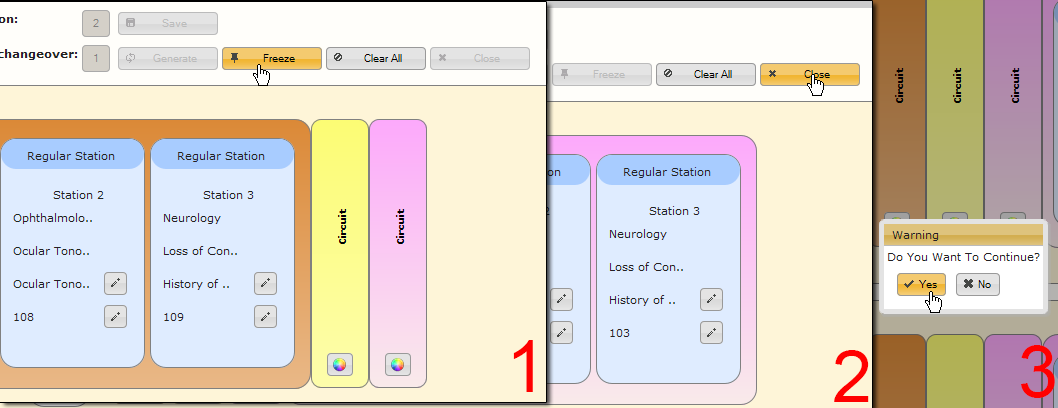 on:
2
Save
changeover:
1
Generate
Freeze
Clear All
Close
Regular Station
Station 2
Ophthalmolo..
Ocular Tono..
Ocular Tono..
108
Regular Station
Station 3
Neurology
Loss of Con..
History of ..
109
Circuit
Circuit
1
Freeze
Clear All
Close
on
2
Regular Station
Station 3
Neurology
Loss of Con..
History of ..
103
2
Circuit
Circuit
Circuit
Warning
Do You Want To Continue?
Yes
No
3